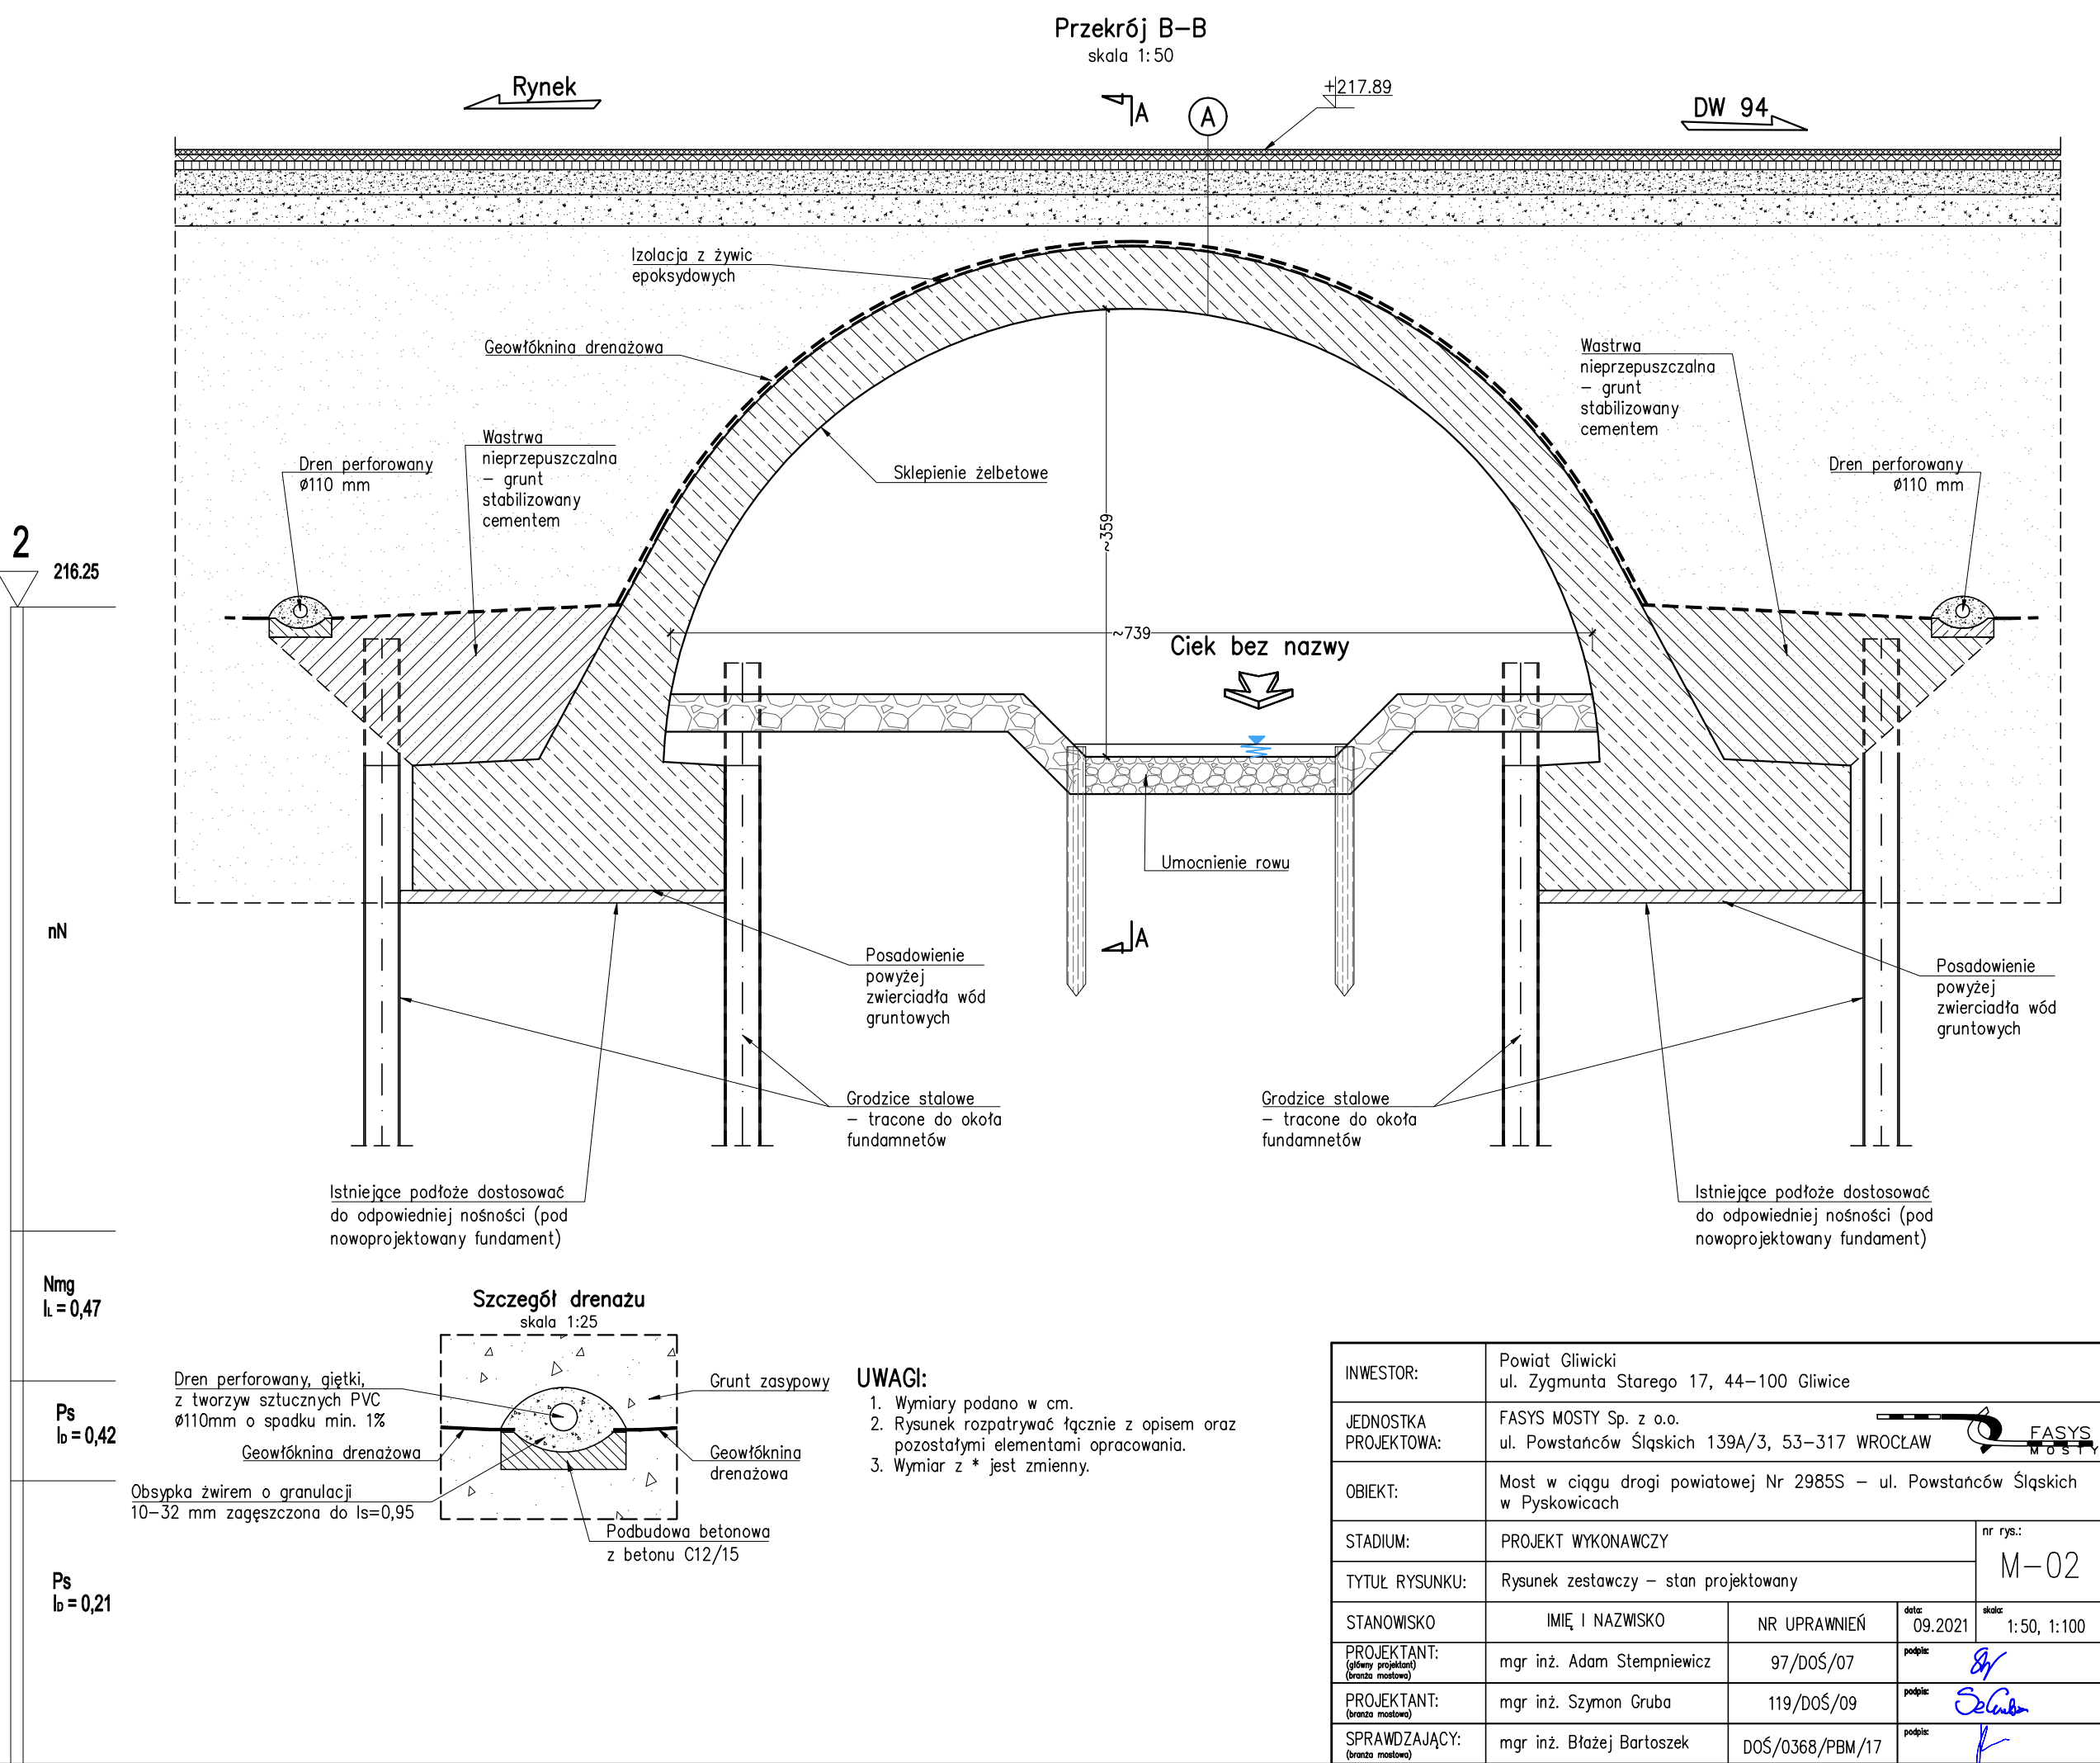 Przekrój B-B
skala 1:50
Rynek
A
A
+217.89
DW 94
Izolacja z żywic
epoksydowych
Geowłóknina drenażowa
Wastrwa
nieprzepuszczalna
- grunt
stabilizowany
cementem
Wastrwa
nieprzepuszczalna
- grunt
stabilizowany
cementem
Dren perforowany
ø110 mm
Sklepienie żelbetowe
Dren perforowany
ø110 mm
~359
2
216.25
~739
Ciek bez nazwy
Umocnienie rowu
nN
A
Posadowienie
powyżej
zwierciadła wód
gruntowych
Posadowienie
powyżej
zwierciadła wód
gruntowych
Grodzice stalowe
- tracone do okoła
fundamnetów
Grodzice stalowe
- tracone do okoła
fundamnetów
Istniejące podłoże dostosować
do odpowiedniej nośności (pod
nowoprojektowany fundament)
Istniejące podłoże dostosować
do odpowiedniej nośności (pod
nowoprojektowany fundament)
Nmg
IL = 0,47
Ps
ID = 0,42
Ps
ID = 0,21
Szczegół drenażu
skala 1:25
Dren perforowany, giętki,
z tworzyw sztucznych PVC
ø110mm o spadku min. 1%
Geowłóknina drenażowa
Obsypka żwirem o granulacji
10-32 mm zagęszczona do Is=0,95
Grunt zasypowy
Geowłóknina
drenażowa
Podbudowa betonowa
z betonu C12/15
UWAGI:
1. Wymiary podano w cm.
2. Rysunek rozpatrywać łącznie z opisem oraz
pozostałymi elementami opracowania.
3. Wymiar z * jest zmienny.
INWESTOR:
Powiat Gliwicki
ul. Zygmunta Starego 17, 44-100 Gliwice
JEDNOSTKA
PROJEKTOWA:
FASYS MOSTY Sp. z o.o.
ul. Powstańców Śląskich 139A/3, 53-317 WROCŁAW
FASYS
MOSTY
OBIEKT:
Most w ciągu drogi powiatowej Nr 2985S - ul. Powstańców Śląskich
w Pyskowicach
STADIUM:
PROJEKT WYKONAWCZY
nr rys.:
M-02
TYTUŁ RYSUNKU:
Rysunek zestawczy - stan projektowany
STANOWISKO
IMIĘ I NAZWISKO
NR UPRAWNIEŃ
data:
09.2021
skala:
1:50, 1:100
PROJEKTANT:
(główny projektant)
(branża mostowa)
mgr inż. Adam Stempniewicz
97/DOŚ/07
podpis:
PROJEKTANT:
(branża mostowa)
mgr inż. Szymon Gruba
119/DOŚ/09
podpis:
SPRAWDZAJĄCY:
(branża mostowa)
mgr inż. Błażej Bartoszek
DOŚ/0368/PBM/17
podpis: